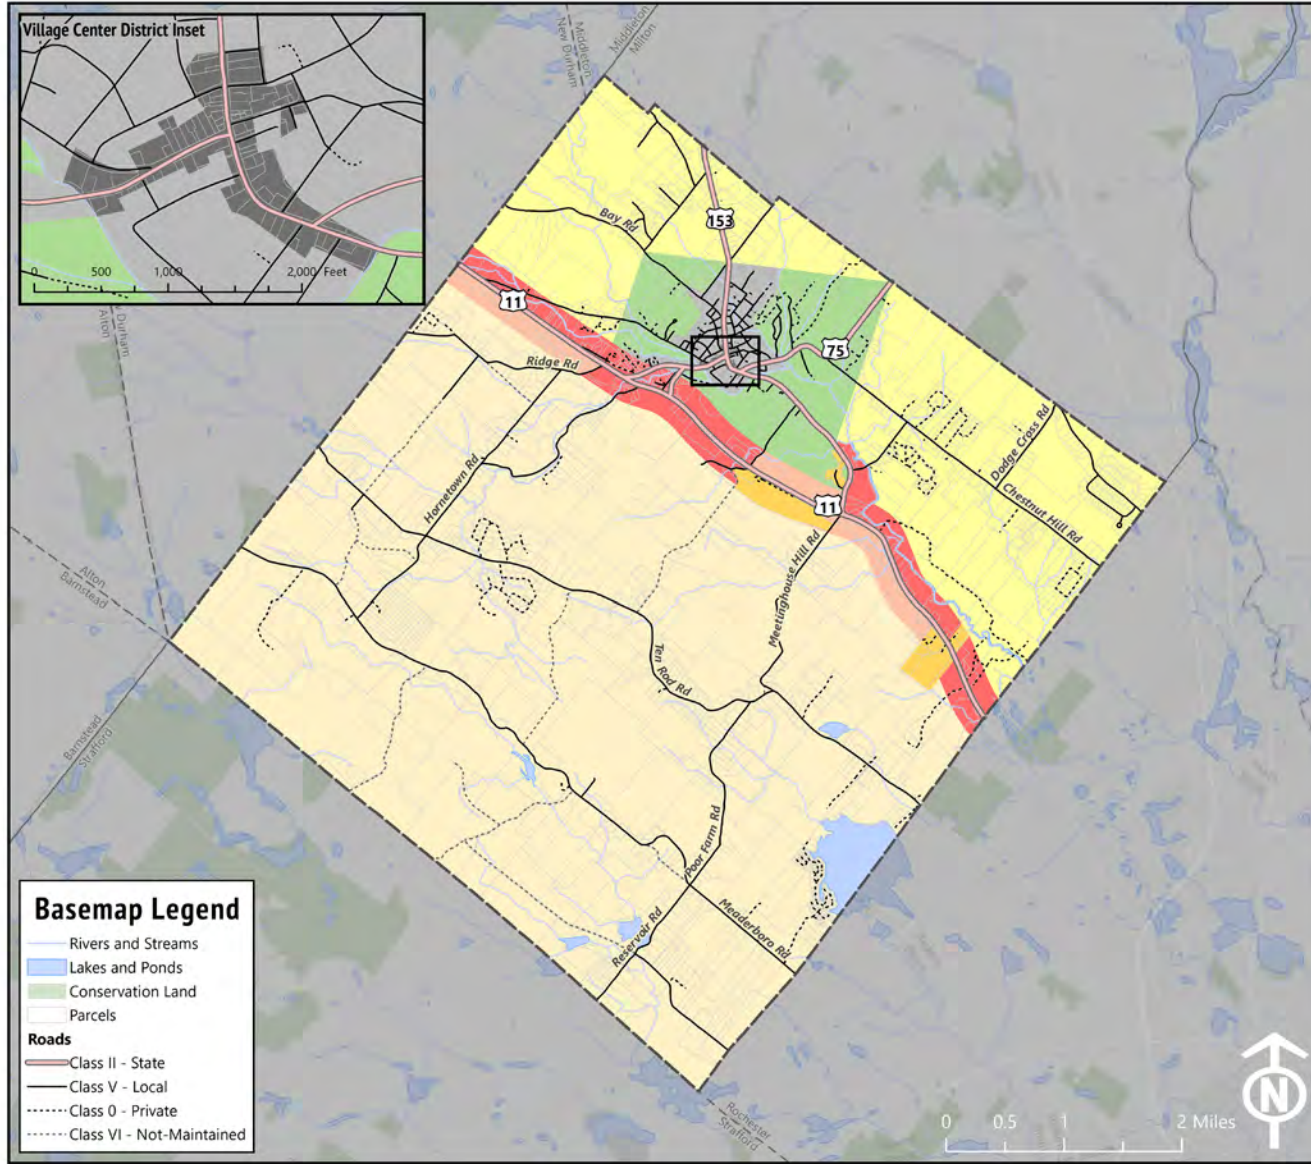 Village Center District Inset
0 500 1,000 2,000 Feet
Middleton
New Durham
Middleton
Milton
New Durham
Alton
Bay Rd
153
11
75
Ridge Rd
Hornetown Rd
Dodge Cross Rd
Chestnut Hill Rd
11
Meetinghouse Hill Rd
Alton
Barnstead
Ten Rod Rd
Barnstead
Strafford
Poor Farm Rd
Meaderboro Rd
Reservoir Rd
Rochester
Strafford
Basemap Legend
Rivers and Streams
Lakes and Ponds
Conservation Land
Parcels
Roads
Class II - State
Class V - Local
Class 0 - Private
Class VI - Not-Maintained
0 0.5 1 2 Miles
N